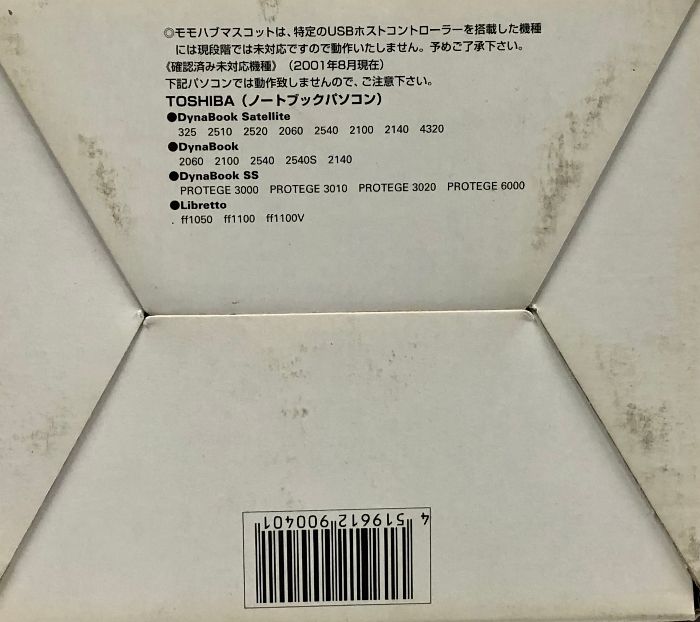 ◎モモハブマスコットは、特定のUSBホストコントローラーを搭載した機種
には現段階では未対応ですので動作いたしません。予めご了承下さい。
《確認済み未対応機種》（2001年8月現在）
下記パソコンでは動作致しませんので、ご注意下さい。
TOSHIBA（ノートブックパソコン）
●DynaBook Satellite
325 2510 2520 2060 2540 2100 2140 4320
●DynaBook
2060 2100 2540 2540S 2140
●DynaBook SS
PROTEGE 3000 PROTEGE 3010 PROTEGE 3020 PROTEGE 6000
●Libretto
. ff1050 ff1100 ff1100V
4 519612 900401